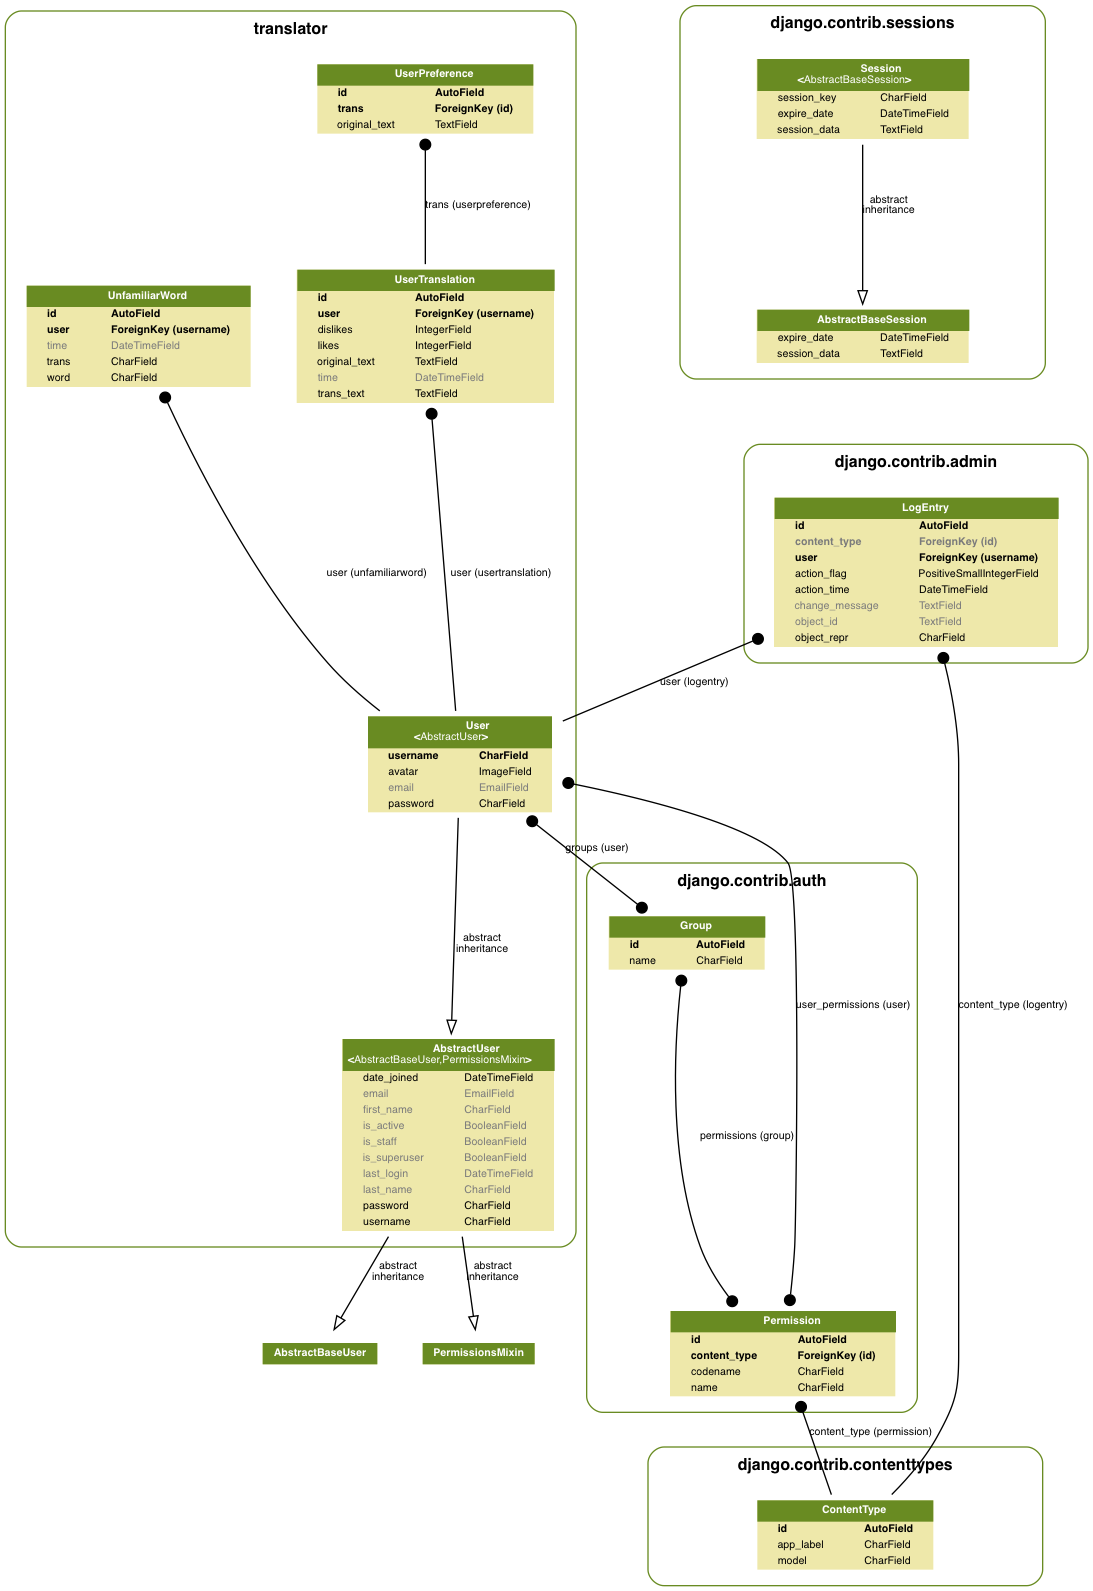 translator
UserPreference
id AutoField
trans ForeignKey (id)
original_text TextField
trans (userpreference)
UnfamiliarWord
id AutoField
user ForeignKey (username)
time DateTimeField
trans CharField
word CharField
UserTranslation
id AutoField
user ForeignKey (username)
dislikes IntegerField
likes IntegerField
original_text TextField
time DateTimeField
trans_text TextField
user (unfamiliarword)
user (usertranslation)
User
<AbstractUser>
username CharField
avatar ImageField
email EmailField
password CharField
abstract
inheritance
AbstractUser
<AbstractBaseUser,PermissionsMixin>
date_joined DateTimeField
email EmailField
first_name CharField
is_active BooleanField
is_staff BooleanField
is_superuser BooleanField
last_login DateTimeField
last_name CharField
password CharField
username CharField
abstract
inheritance
abstract
inheritance
AbstractBaseUser
PermissionsMixin
django.contrib.sessions
Session
<AbstractBaseSession>
session_key CharField
expire_date DateTimeField
session_data TextField
abstract
inheritance
AbstractBaseSession
expire_date DateTimeField
session_data TextField
django.contrib.admin
LogEntry
id AutoField
content_type ForeignKey (id)
user ForeignKey (username)
action_flag PositiveSmallIntegerField
action_time DateTimeField
change_message TextField
object_id TextField
object_repr CharField
user (logentry)
groups (user)
django.contrib.auth
Group
id AutoField
name CharField
user_permissions (user)
content_type (logentry)
permissions (group)
Permission
id AutoField
content_type ForeignKey (id)
codename CharField
name CharField
content_type (permission)
django.contrib.contenttypes
ContentType
id AutoField
app_label CharField
model CharField